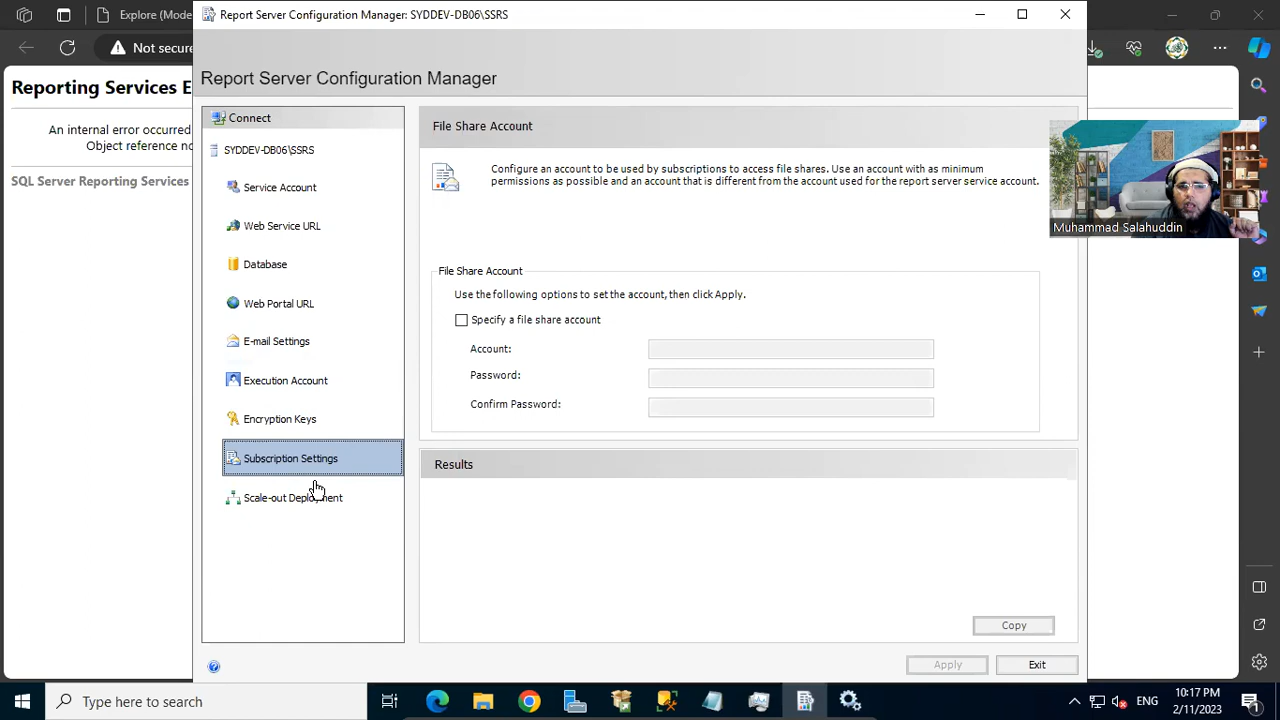 Report Server Configuration Manager: SYDDEV-DB06\SSRS
Explore (Mode
Not secure
Reporting Services E
An internal error occurred
Object reference no
SQL Server Reporting Services
Report Server Configuration Manager
Connect
SYDDEV-DB06\SSRS
Service Account
Web Service URL
Database
Web Portal URL
E-mail Settings
Execution Account
Encryption Keys
Subscription Settings
Scale-out Deployment
File Share Account
Configure an account to be used by subscriptions to access file shares. Use an account with as minimum
permissions as possible and an account that is different from the account used for the report server service account.
File Share Account
Use the following options to set the account, then click Apply.
Specify a file share account
Account:
Password:
Confirm Password:
Results
Copy
Apply
Exit
Muhammad Salahuddin
Type here to search
ENG
10:17 PM
2/11/2023
1